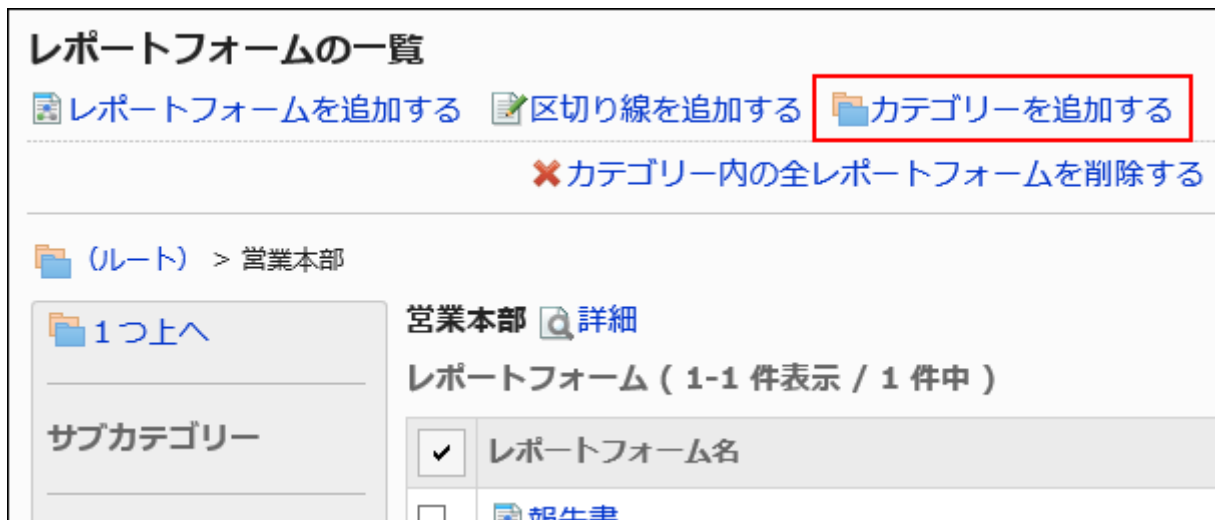 レポートフォームの一覧
レポートフォームを追加する 区切り線を追加する カテゴリーを追加する
カテゴリー内の全レポートフォームを削除する
(ルート) > 営業本部
1つ上へ
サブカテゴリー
営業本部 詳細
レポートフォーム ( 1-1 件表示 / 1 件中 )
レポートフォーム名
報告書